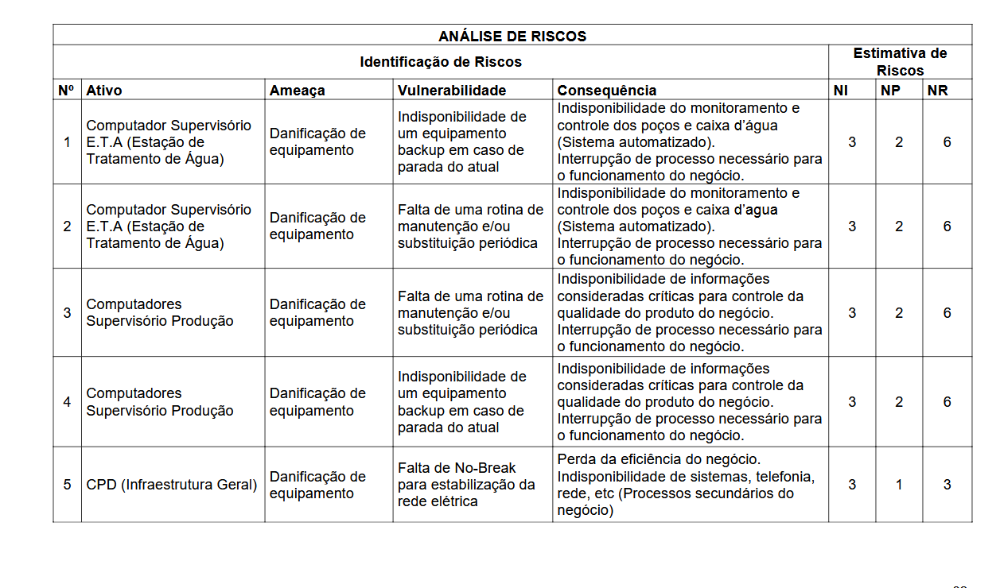 ANÁLISE DE RISCOS
Identificação de Riscos
Estimativa de
Riscos
Nº Ativo Ameaça Vulnerabilidade Consequência NI NP NR
1
Computador Supervisório
E.T.A (Estação de
Tratamento de Água)
Danificação de
equipamento
Indisponibilidade de
um equipamento
backup em caso de
parada do atual
Indisponibilidade do monitoramento e
controle dos poços e caixa d’água
(Sistema automatizado).
Interrupção de processo necessário para
o funcionamento do negócio.
3 2 6
2
Computador Supervisório
E.T.A (Estação de
Tratamento de Água)
Danificação de
equipamento
Falta de uma rotina de
manutenção e/ou
substituição periódica
Indisponibilidade do monitoramento e
controle dos poços e caixa d’agua
(Sistema automatizado).
Interrupção de processo necessário para
o funcionamento do negócio.
3 2 6
3
Computadores
Supervisório Produção
Danificação de
equipamento
Falta de uma rotina de
manutenção e/ou
substituição periódica
Indisponibilidade de informações
consideradas críticas para controle da
qualidade do produto do negócio.
Interrupção de processo necessário para
o funcionamento do negócio.
3 2 6
4
Computadores
Supervisório Produção
Danificação de
equipamento
Indisponibilidade de
um equipamento
backup em caso de
parada do atual
Indisponibilidade de informações
consideradas críticas para controle da
qualidade do produto do negócio.
Interrupção de processo necessário para
o funcionamento do negócio.
3 2 6
5
CPD (Infraestrutura Geral)
Danificação de
equipamento
Falta de No-Break
para estabilização da
rede elétrica
Perda da eficiência do negócio.
Indisponibilidade de sistemas, telefonia,
rede, etc (Processos secundários do
negócio)
3 1 3